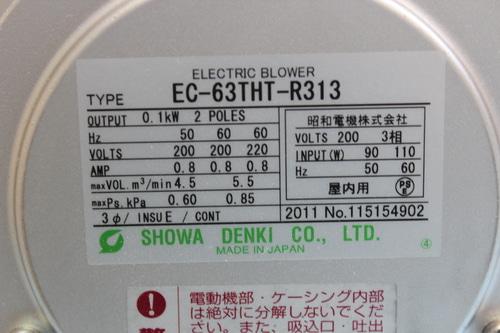 ELECTRIC BLOWER
TYPE EC-63THT-R313
OUTPUT 0.1kW 2 POLES
Hz 50 60 60
VOLTS 200 200 220
AMP 0.8 0.8 0.8
maxVOL. m³/min 4.5 5.5
maxPs. kPa 0.60 0.85
3φ/ INSUE / CONT
昭和電機株式会社
VOLTS 200 3相
INPUT(W) 90 110
Hz 50 60
屋内用 PSE
2011 No.115154902
SHOWA DENKI CO., LTD.
MADE IN JAPAN
④
電動機部・ケーシング内部
は絶対に分解しないでくだ
さい。また、吸込口・吐出